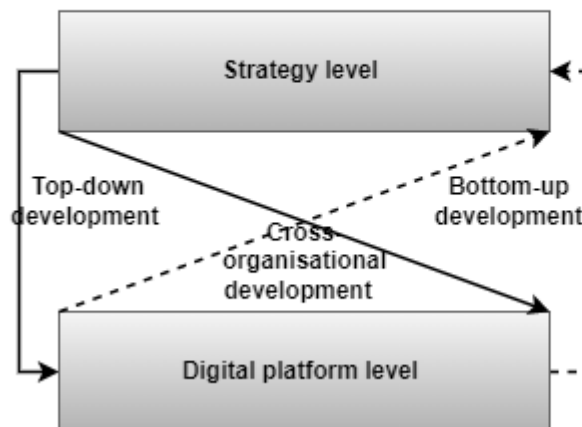 Strategy level
Top-down
development
Bottom-up
development
Cross-
organisational
development
Digital platform level